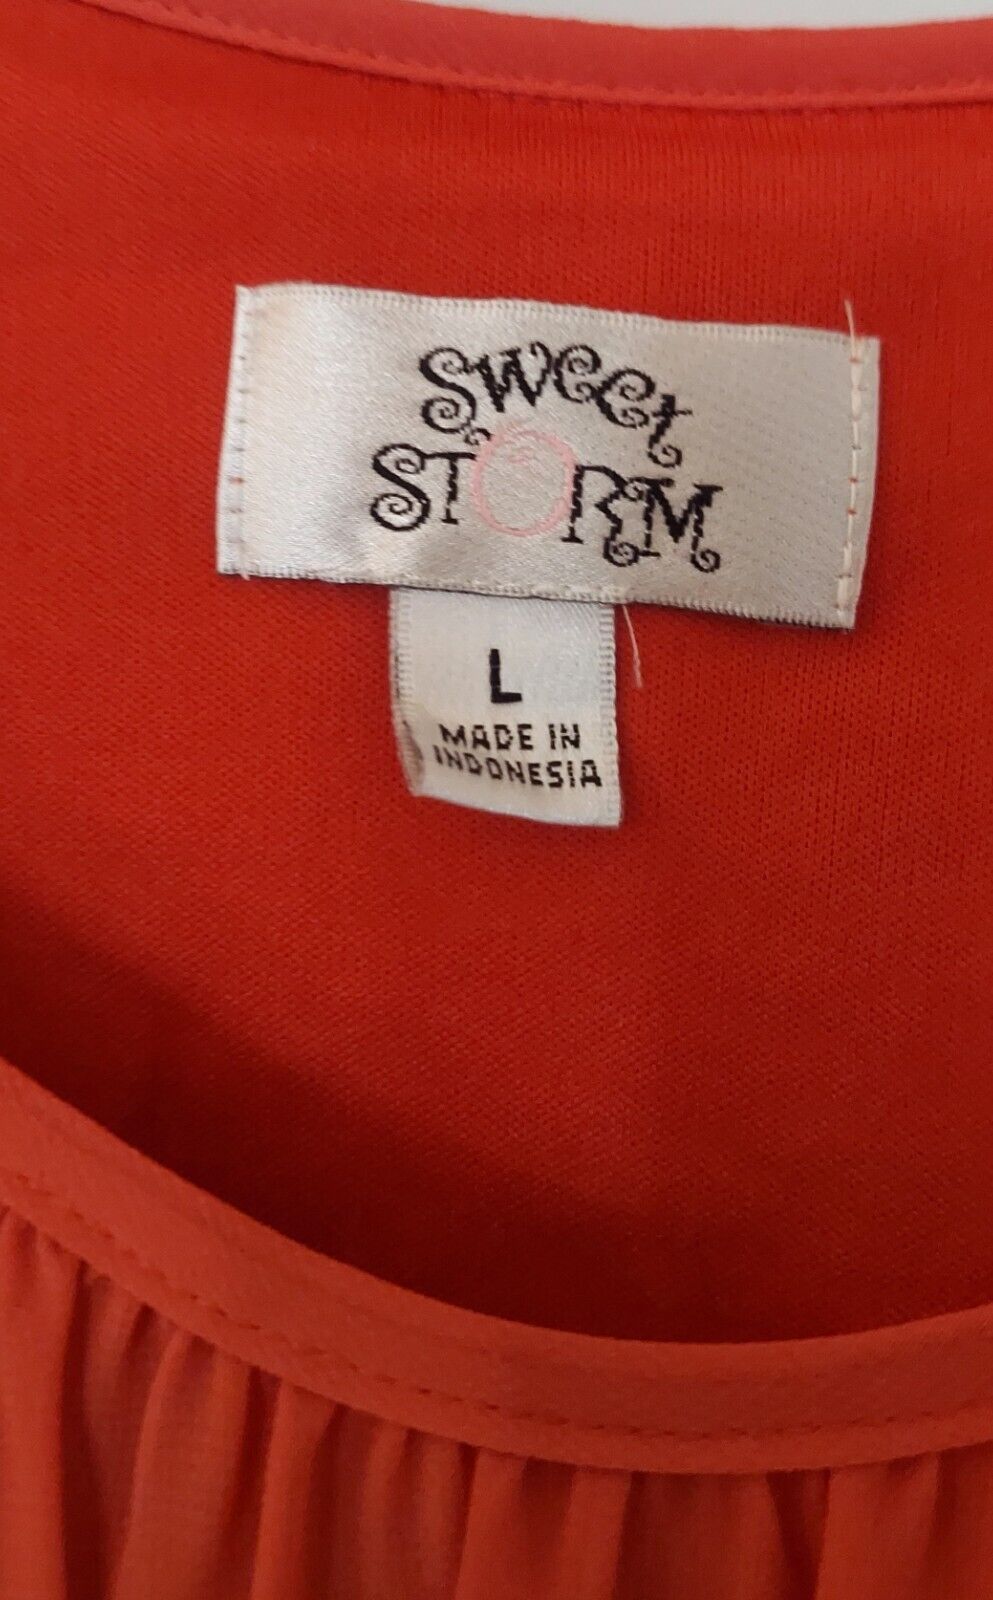 Sweet
STORM
L
MADE IN
INDONESIA